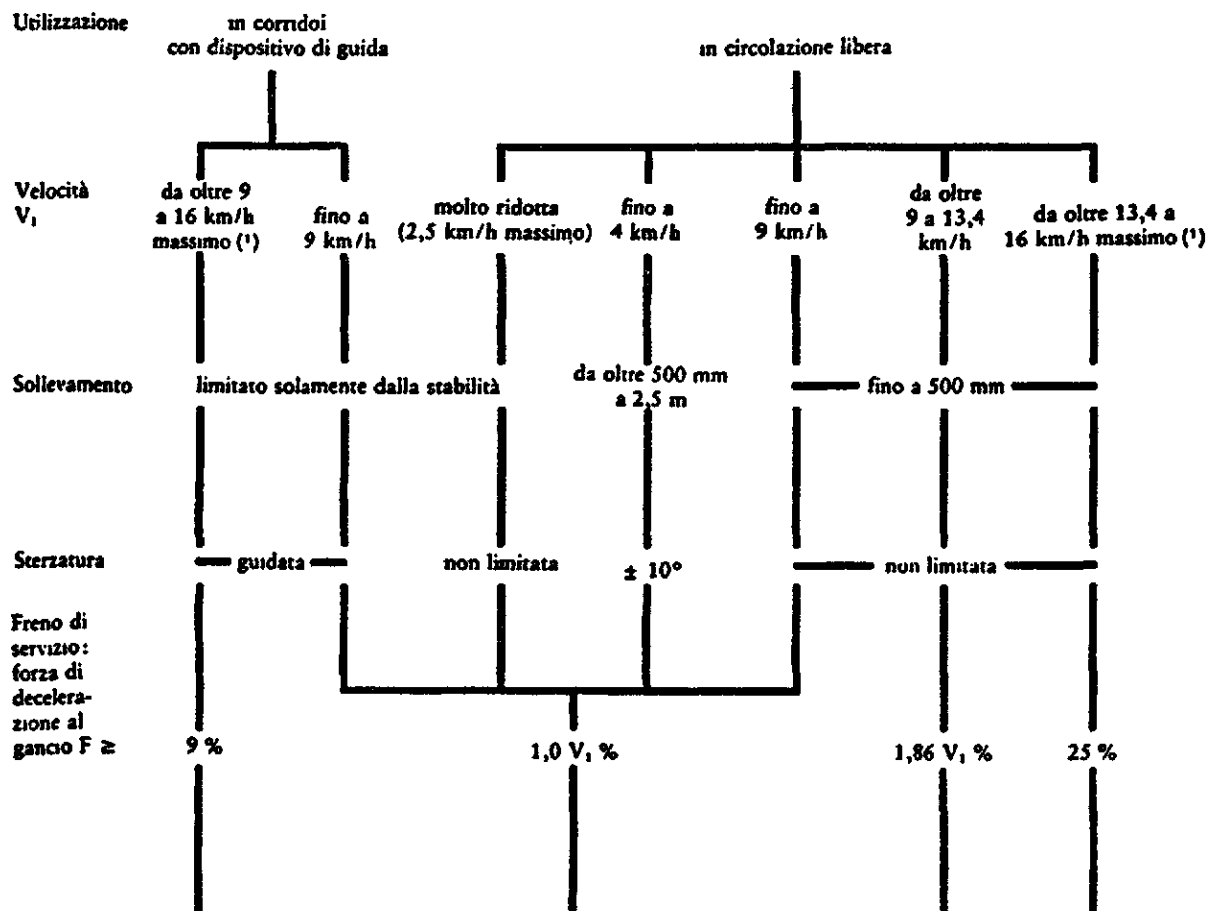 Utilizzazione
in corridoi
con dispositivo di guida
in circolazione libera
Velocità
V₁
da oltre 9
a 16 km/h
massimo (¹)
fino a
9 km/h
molto ridotta
(2,5 km/h massimo)
fino a
4 km/h
fino a
9 km/h
da oltre
9 a 13,4
km/h
da oltre 13,4 a
16 km/h massimo (¹)
Sollevamento
limitato solamente dalla stabilità
da oltre 500 mm
a 2,5 m
fino a 500 mm
Sterzatura
guidata
non limitata
± 10°
non limitata
Freno di
servizio:
forza di
decelera-
zione al
gancio F ≥
9 %
1,0 V₁ %
1,86 V₁ %
25 %